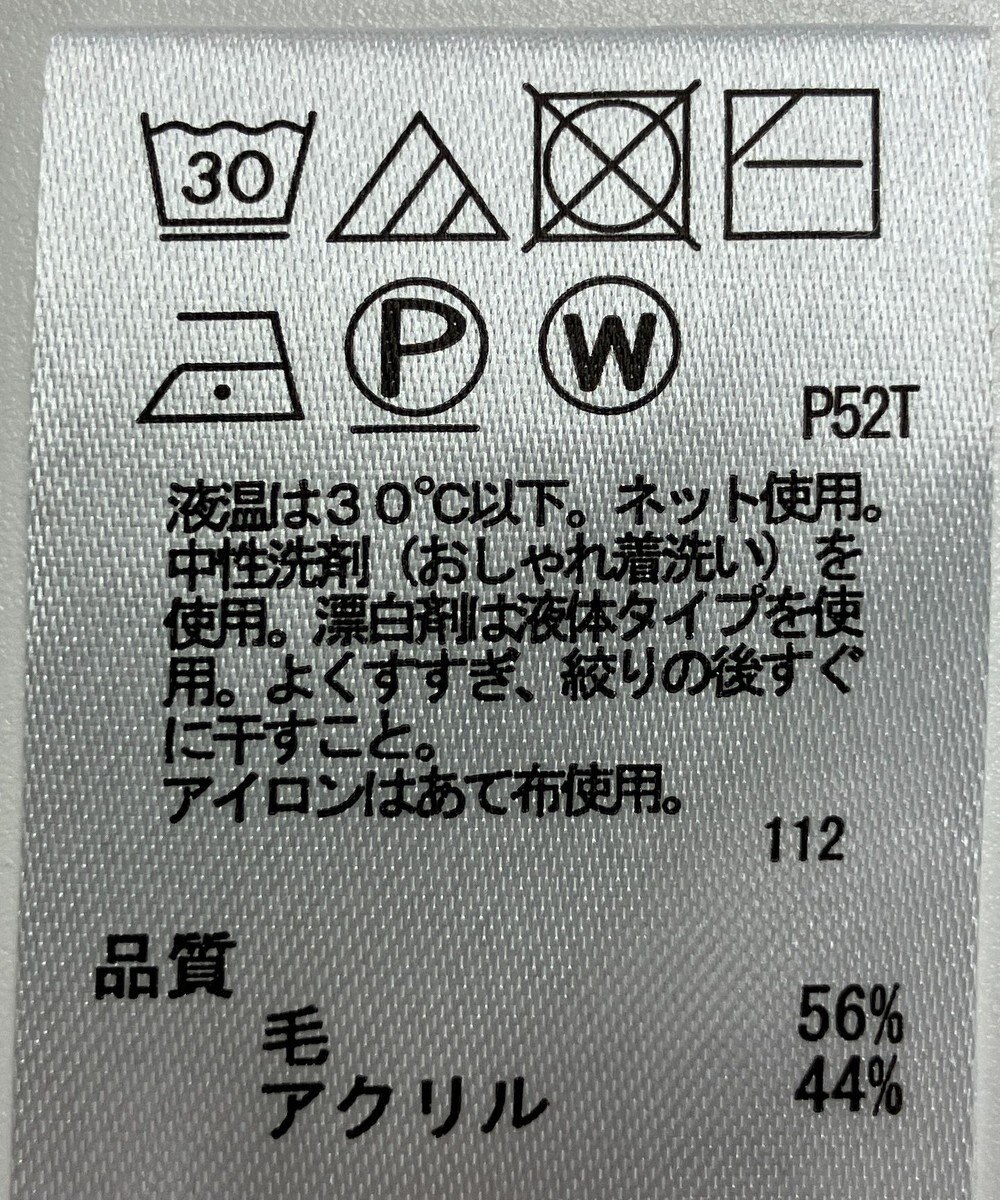 30
P W
P52T
液温は３０℃以下。ネット使用。
中性洗剤（おしゃれ着洗い）を
使用。漂白剤は液体タイプを使
用。よくすすぎ、絞りの後すぐ
に干すこと。
アイロンはあて布使用。
112
品質
毛 56%
アクリル 44%